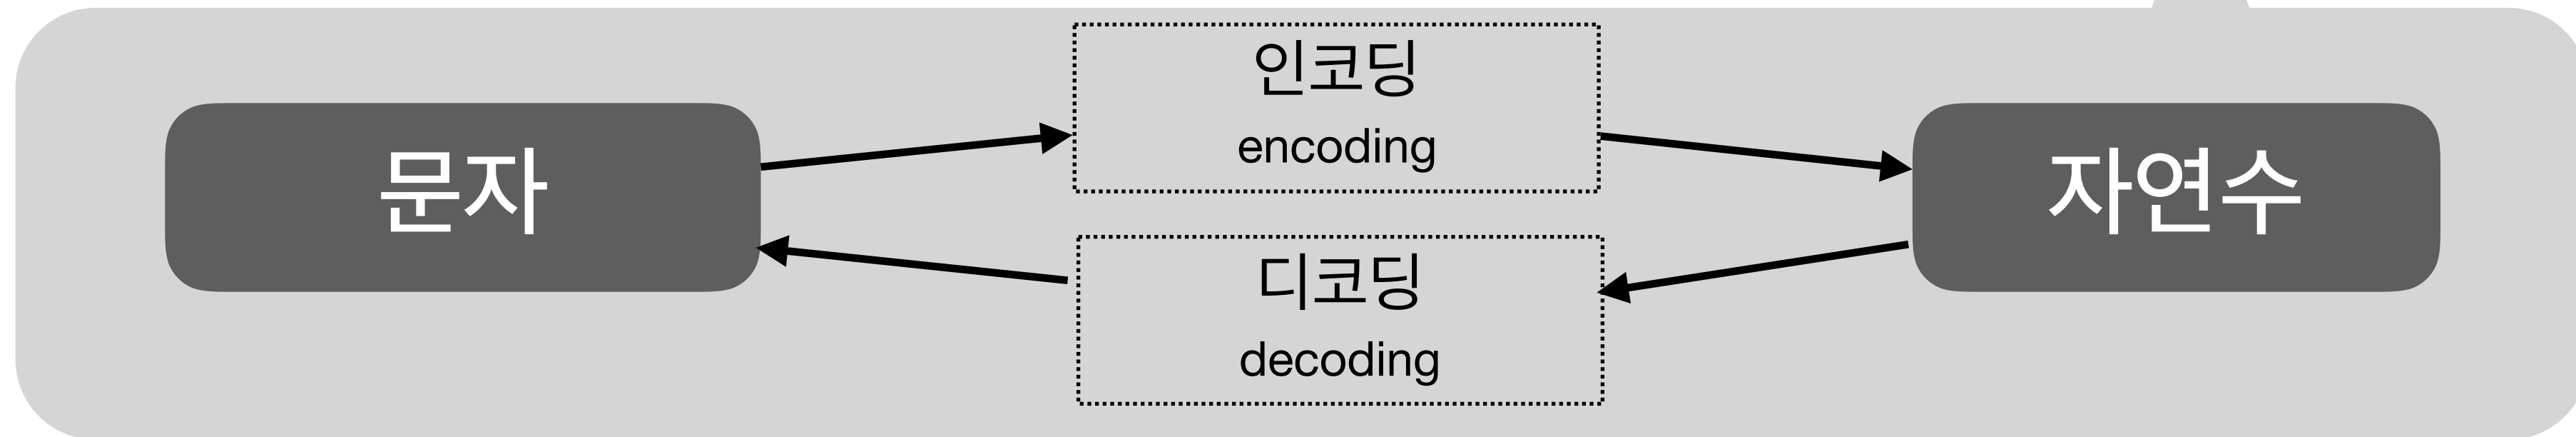 문자
인코딩
encoding
디코딩
decoding
자연수